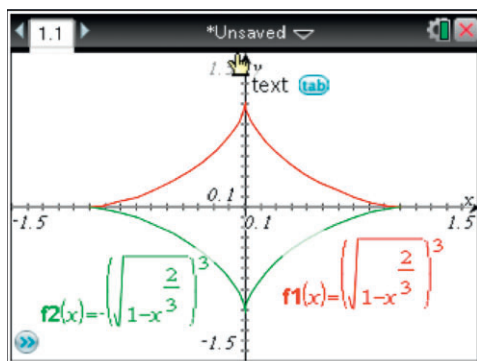 1.1 *Unsaved
1.5 y
text tab
0.1 x
-1.5 0.1 1.5
f2(x)=-(√(1-x^(2/3)))^3 f1(x)=(√(1-x^(2/3)))^3
-1.5